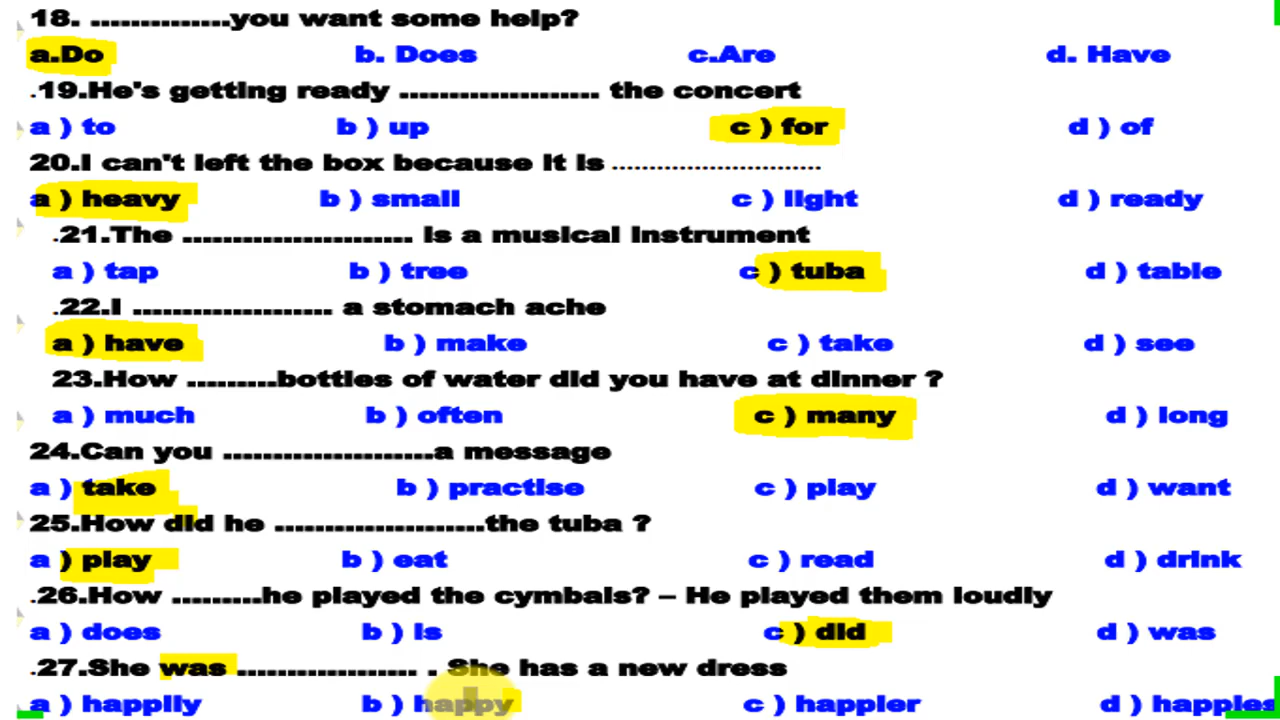 18. ..............you want some help?
a.Do b. Does c.Are d. Have
.19.He's getting ready .................... the concert
a ) to b ) up c ) for d ) of
20.I can't left the box because it is ............................
a ) heavy b ) small c ) light d ) ready
.21.The ....................... is a musical instrument
a ) tap b ) tree c ) tuba d ) table
.22.I .................... a stomach ache
a ) have b ) make c ) take d ) see
23.How .........bottles of water did you have at dinner ?
a ) much b ) often c ) many d ) long
24.Can you .....................a message
a ) take b ) practise c ) play d ) want
25.How did he .....................the tuba ?
a ) play b ) eat c ) read d ) drink
.26.How .........he played the cymbals? – He played them loudly
a ) does b ) is c ) did d ) was
.27.She was .................. . She has a new dress
a ) happily b ) happy c ) happier d ) happies